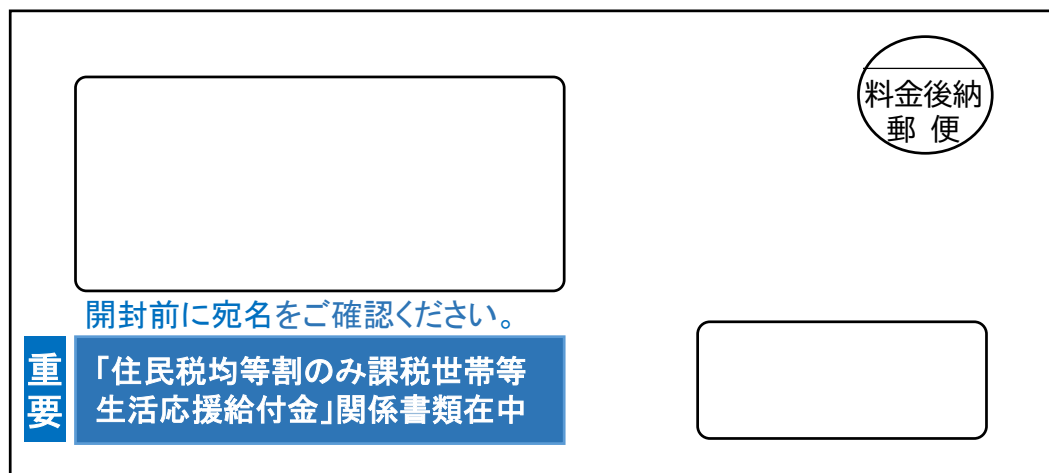 料金後納
郵便
開封前に宛名をご確認ください。
重要
「住民税均等割のみ課税世帯等
生活応援給付金」関係書類在中